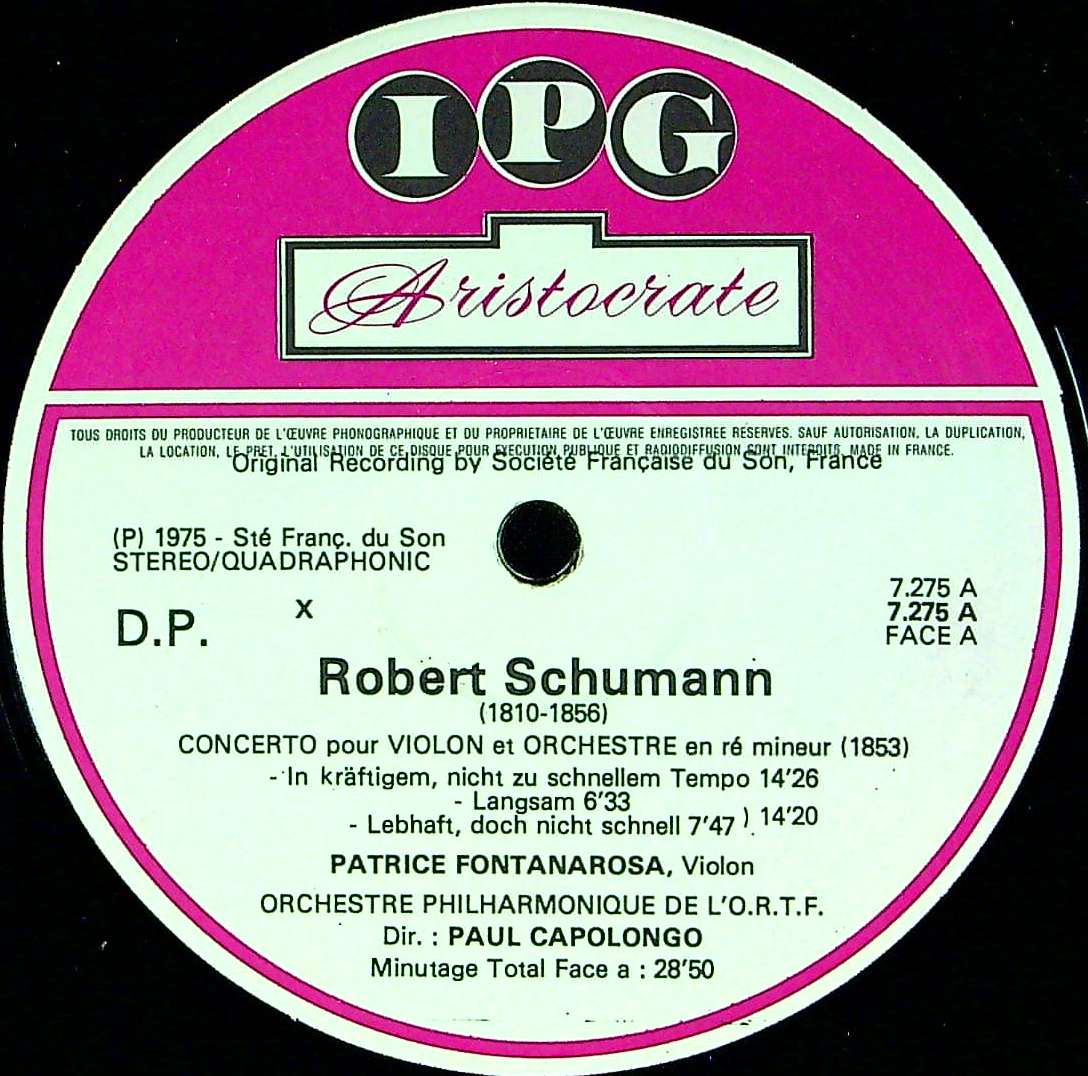 IPG
Aristocrate
TOUS DROITS DU PRODUCTEUR DE L'ŒUVRE PHONOGRAPHIQUE ET DU PROPRIETAIRE DE L'ŒUVRE ENREGISTREE RESERVES. SAUF AUTORISATION, LA DUPLICATION,
LA LOCATION, LE PRET, L'UTILISATION DE CE DISQUE POUR EXECUTION PUBLIQUE ET RADIODIFFUSION SONT INTERDITS. MADE IN FRANCE.
Original Recording by Société Française du Son, France
(P) 1975 - Sté Franç. du Son
STEREO/QUADRAPHONIC
D.P.
x
7.275 A
7.275 A
FACE A
Robert Schumann
(1810-1856)
CONCERTO pour VIOLON et ORCHESTRE en ré mineur (1853)
- In kräftigem, nicht zu schnellem Tempo 14'26
- Langsam 6'33
- Lebhaft, doch nicht schnell 7'47 ) 14'20
PATRICE FONTANAROSA, Violon
ORCHESTRE PHILHARMONIQUE DE L'O.R.T.F.
Dir. : PAUL CAPOLONGO
Minutage Total Face a : 28'50